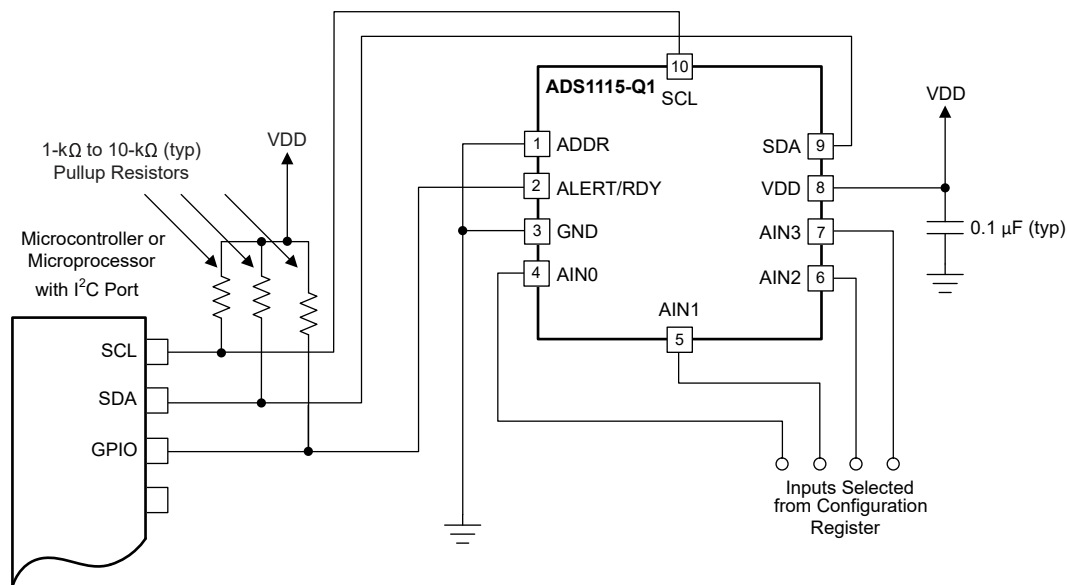 1-kΩ to 10-kΩ (typ)
Pullup Resistors
VDD
Microcontroller or
Microprocessor
with I²C Port
SCL
SDA
GPIO
ADS1115-Q1
10
SCL
1
ADDR
2
ALERT/RDY
3
GND
4
AIN0
AIN1
5
SDA
9
VDD
8
AIN3
7
AIN2
6
VDD
0.1 μF (typ)
Inputs Selected
from Configuration
Register